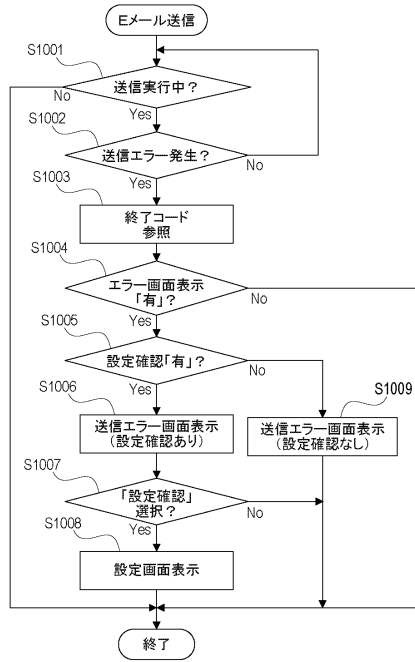 Eメール送信
S1001
送信実行中？
No
Yes
S1002
送信エラー発生？
No
Yes
S1003
終了コード
参照
S1004
エラー画面表示
「有」？
No
Yes
S1005
設定確認「有」？
No
Yes
S1006
送信エラー画面表示
（設定確認あり）
S1009
送信エラー画面表示
（設定確認なし）
S1007
「設定確認」
選択？
No
Yes
S1008
設定画面表示
終了